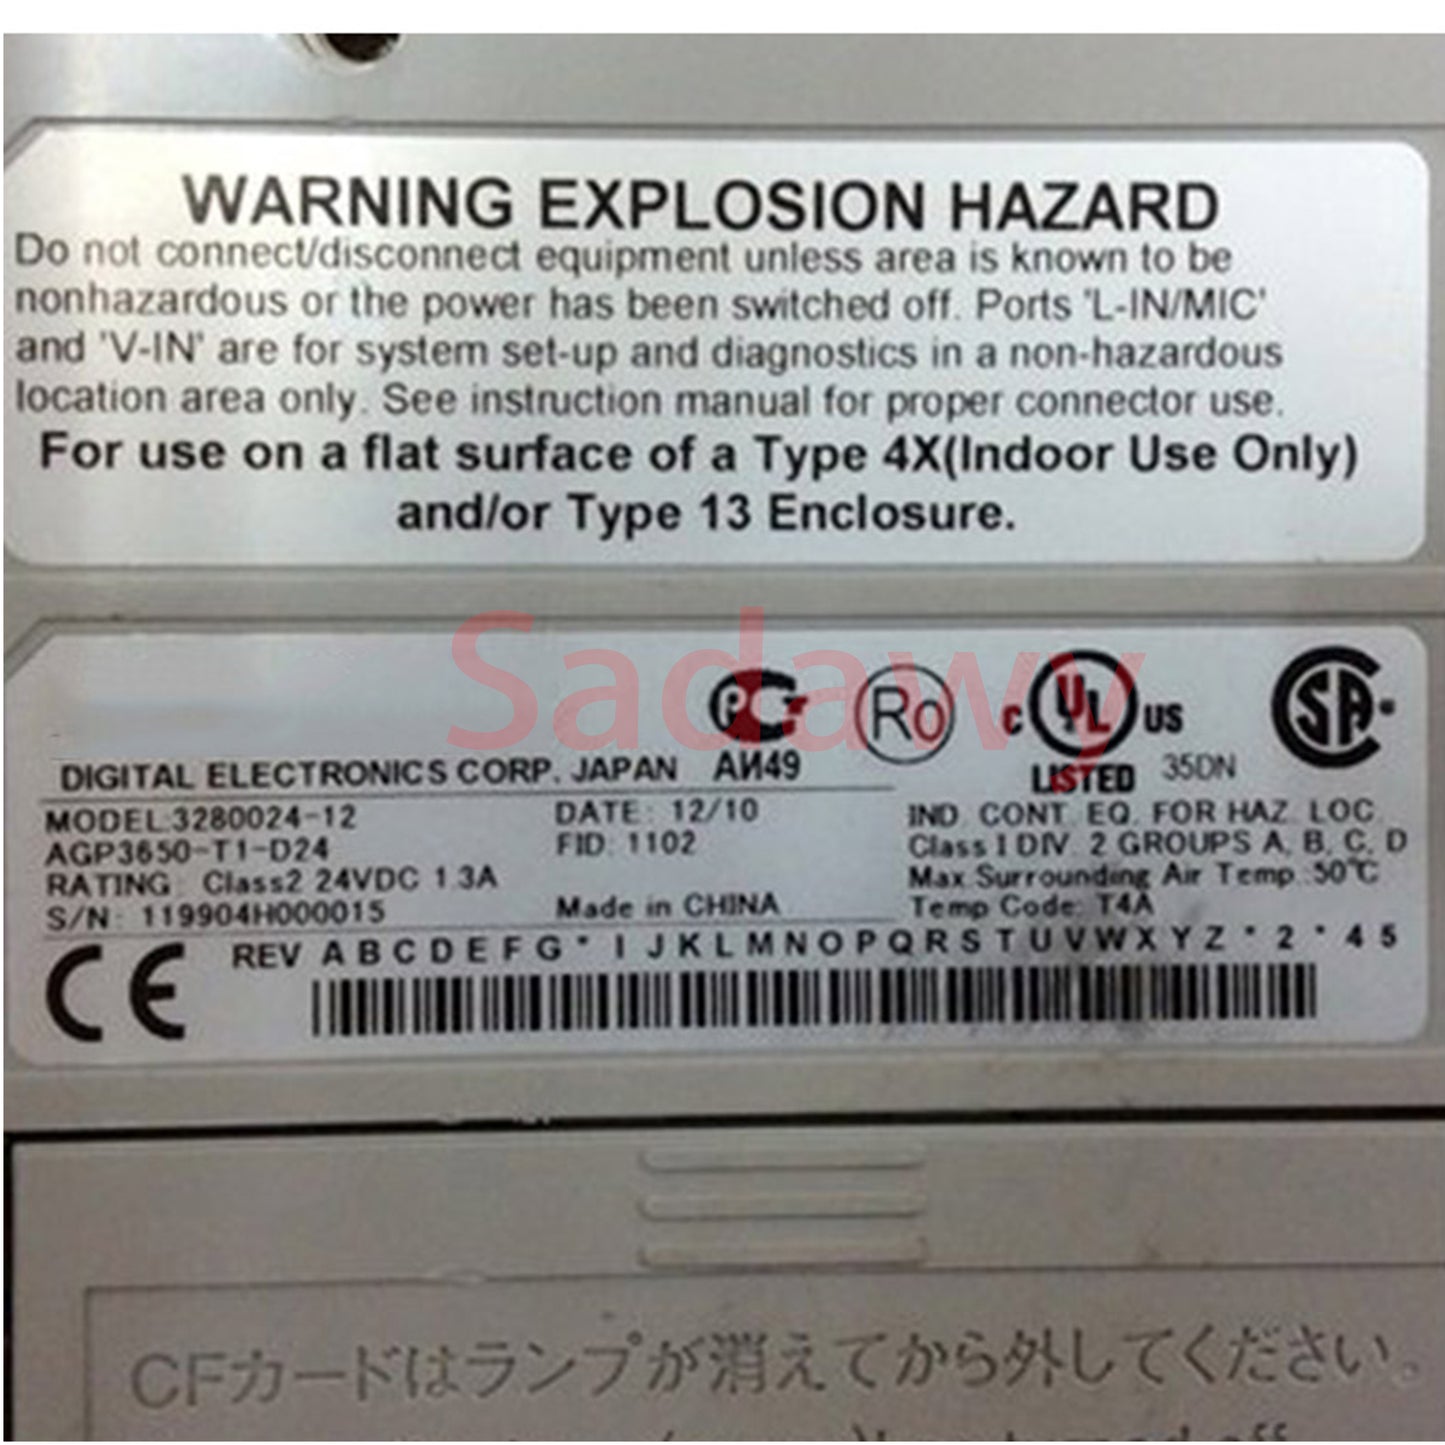 WARNING EXPLOSION HAZARD
Do not connect/disconnect equipment unless area is known to be
nonhazardous or the power has been switched off. Ports 'L-IN/MIC'
and 'V-IN' are for system set-up and diagnostics in a non-hazardous
location area only. See instruction manual for proper connector use.
For use on a flat surface of a Type 4X(Indoor Use Only)
and/or Type 13 Enclosure.
Sadawy
Ro
C UL US
LISTED 35DN
SA
DIGITAL ELECTRONICS CORP. JAPAN АИ49
MODEL:3280024-12 DATE: 12/10
AGP3650-T1-D24 FID: 1102
RATING: Class2 24VDC 1.3A
S/N: 119904H000015 Made in CHINA
IND. CONT. EQ. FOR HAZ. LOC.
Class I DIV. 2 GROUPS A, B, C, D
Max.Surrounding Air Temp.:50℃
Temp Code: T4A
CE
REV A B C D E F G * I J K L M N O P Q R S T U V W X Y Z * 2 * 4 5
CFカードはランプが消えてから外してください。